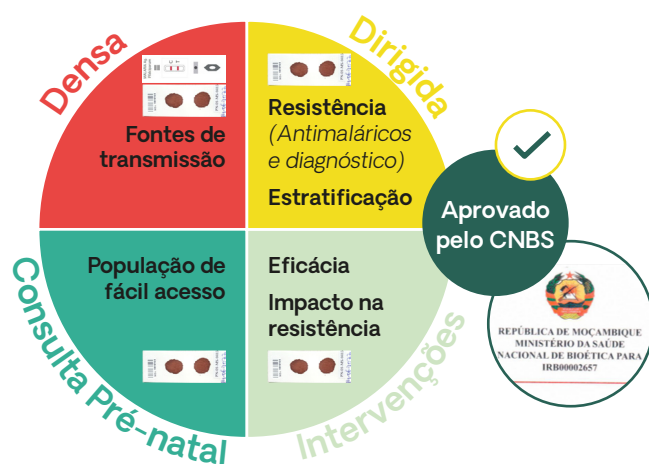 Densa
Fontes de
transmissão
Dirigida
Resistência
(Antimaláricos
e diagnóstico)
Estratificação
Aprovado
pelo CNBS
Consulta Pré-natal
População de
fácil acesso
Intervenções
Eficácia
Impacto na
resistência
REPÚBLICA DE MOÇAMBIQUE
MINISTÉRIO DA SAÚDE
NACIONAL DE BIOÉTICA PARA
IRB00002657